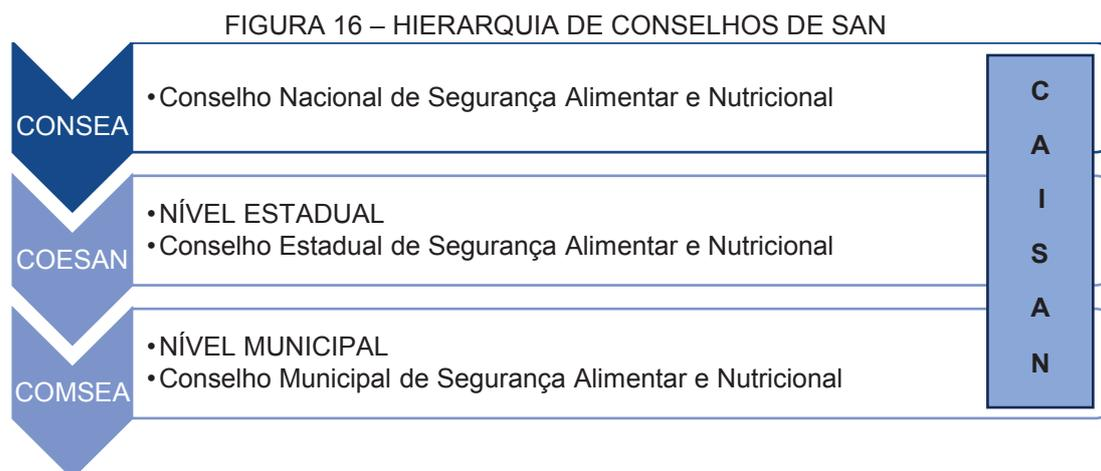 FIGURA 16 – HIERARQUIA DE CONSELHOS DE SAN
CONSEA
•Conselho Nacional de Segurança Alimentar e Nutricional
COESAN
•NÍVEL ESTADUAL
•Conselho Estadual de Segurança Alimentar e Nutricional
COMSEA
•NÍVEL MUNICIPAL
•Conselho Municipal de Segurança Alimentar e Nutricional
C
A
I
S
A
N